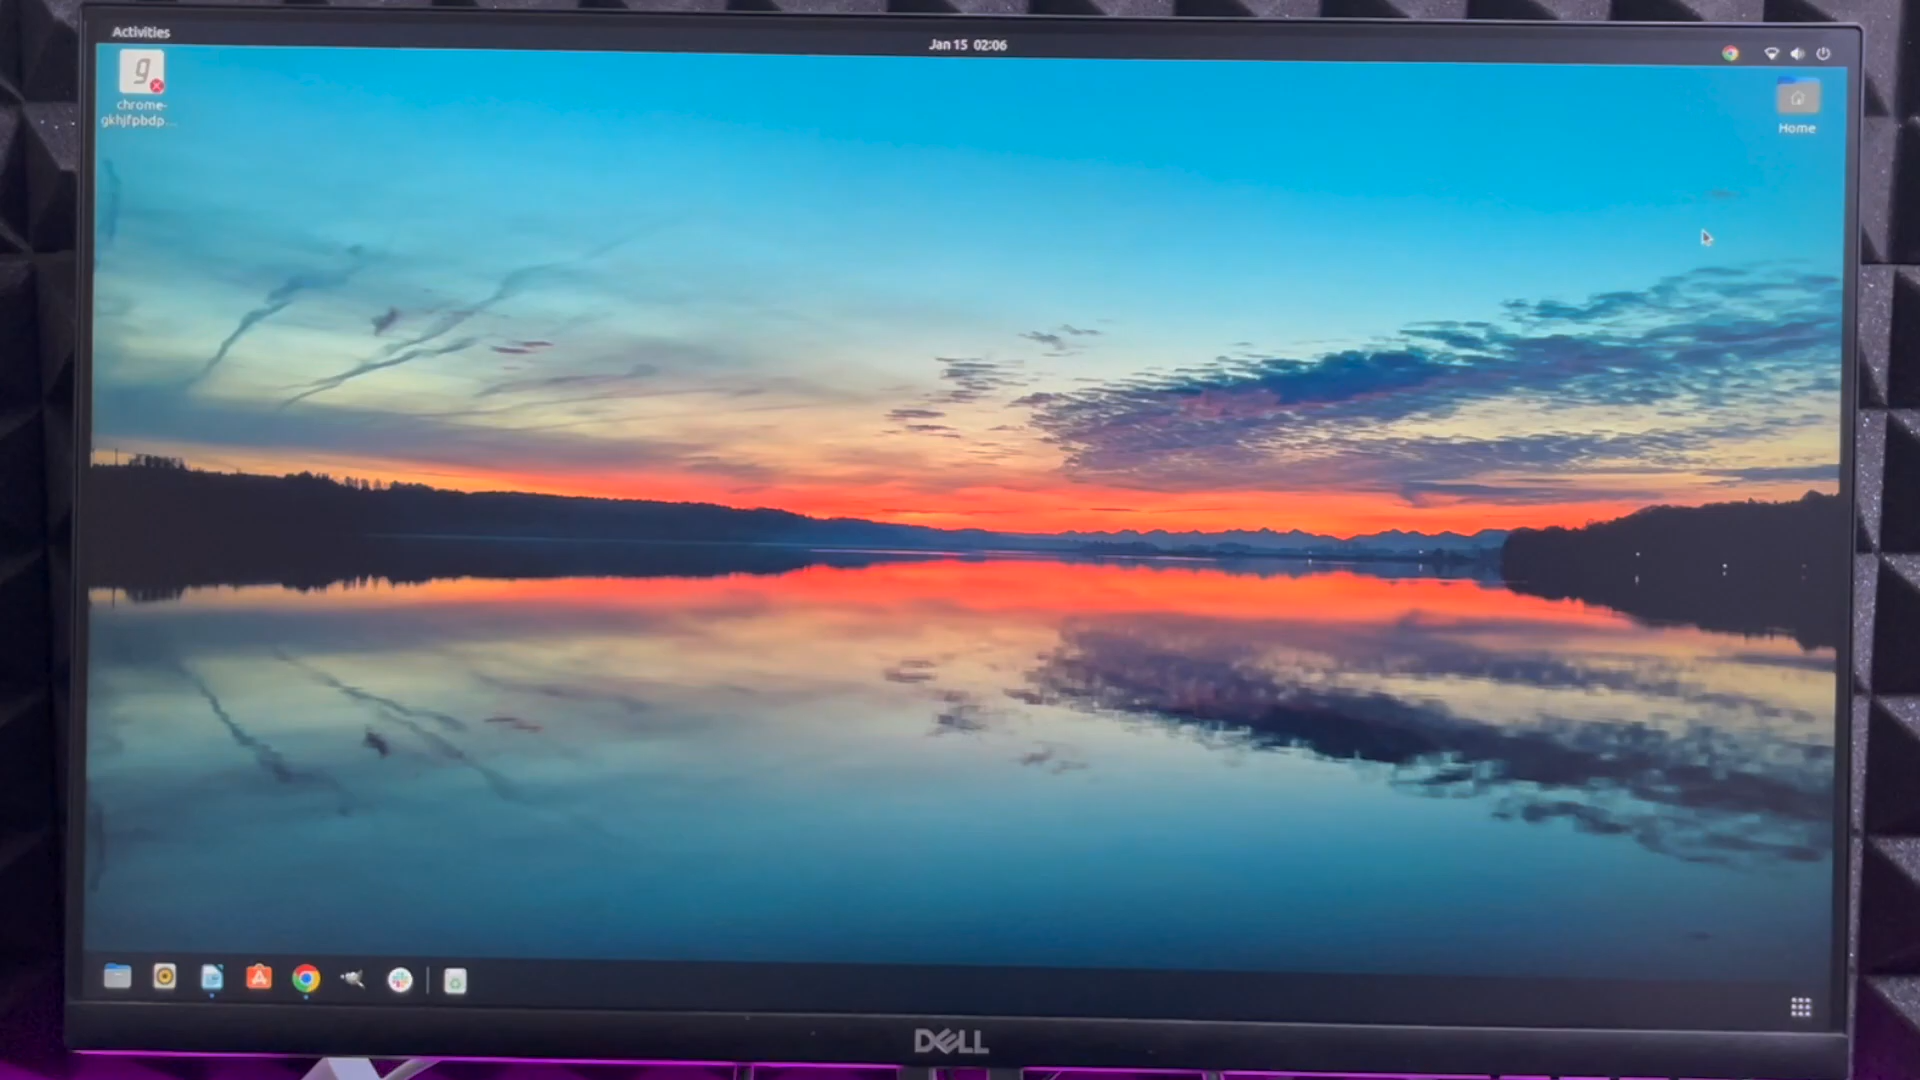 Activities
Jan 15 02:06
g
chrome-
gkhjfpbdp...
Home
DELL